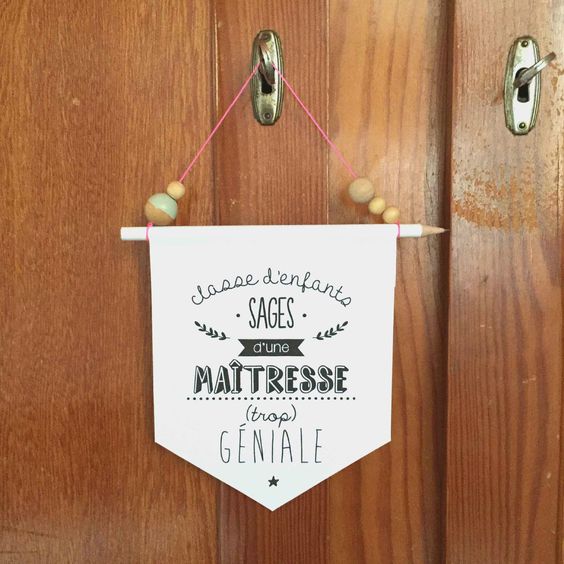 classe d'enfants
• SAGES •
d'une
MAÎTRESSE
(trop)
GÉNIALE